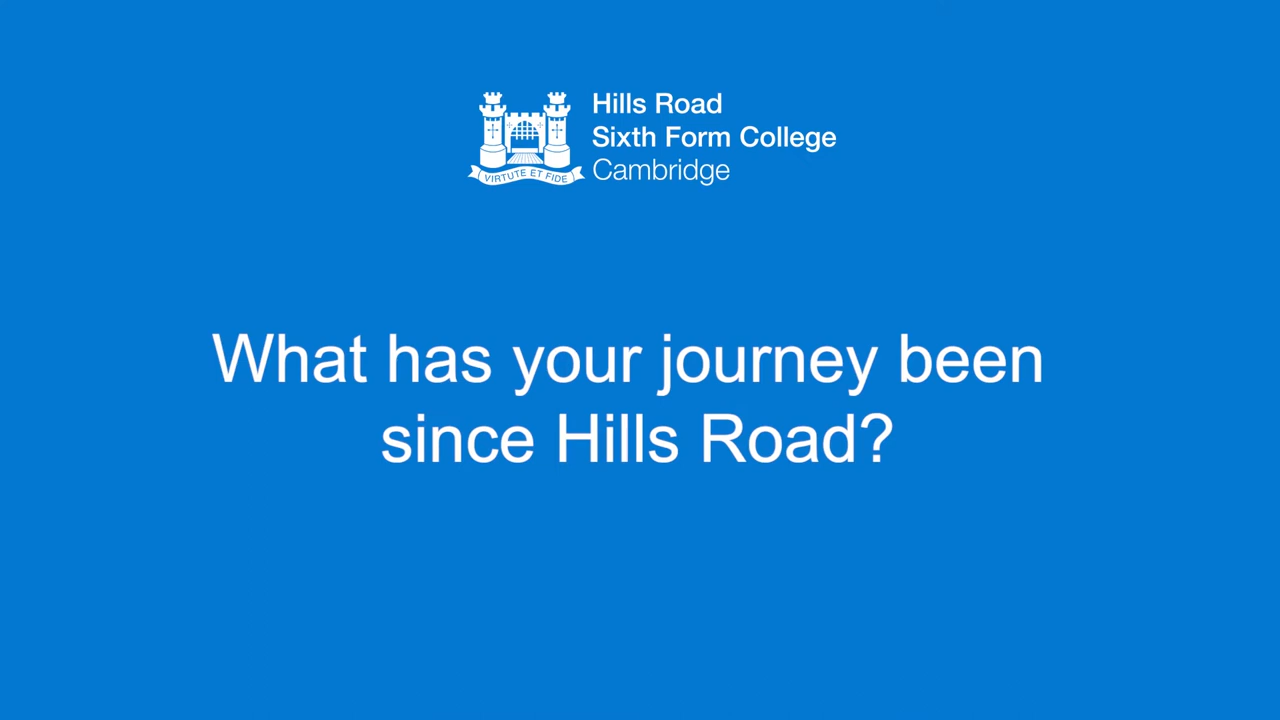 Hills Road
Sixth Form College
Cambridge
VIRTUTE ET FIDE
What has your journey been
since Hills Road?